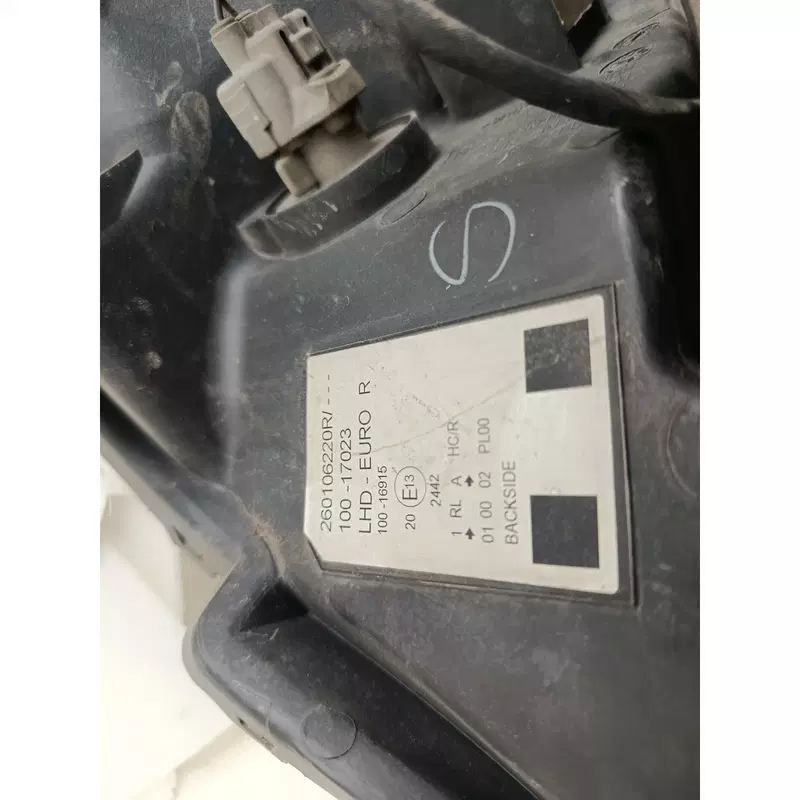 S
260106220R/ - - -
100 -17023
LHD - EURO R
100 -16915
20 E13
2442
1 RL A HC/R
→ →
01 00 02 PL00
BACKSIDE